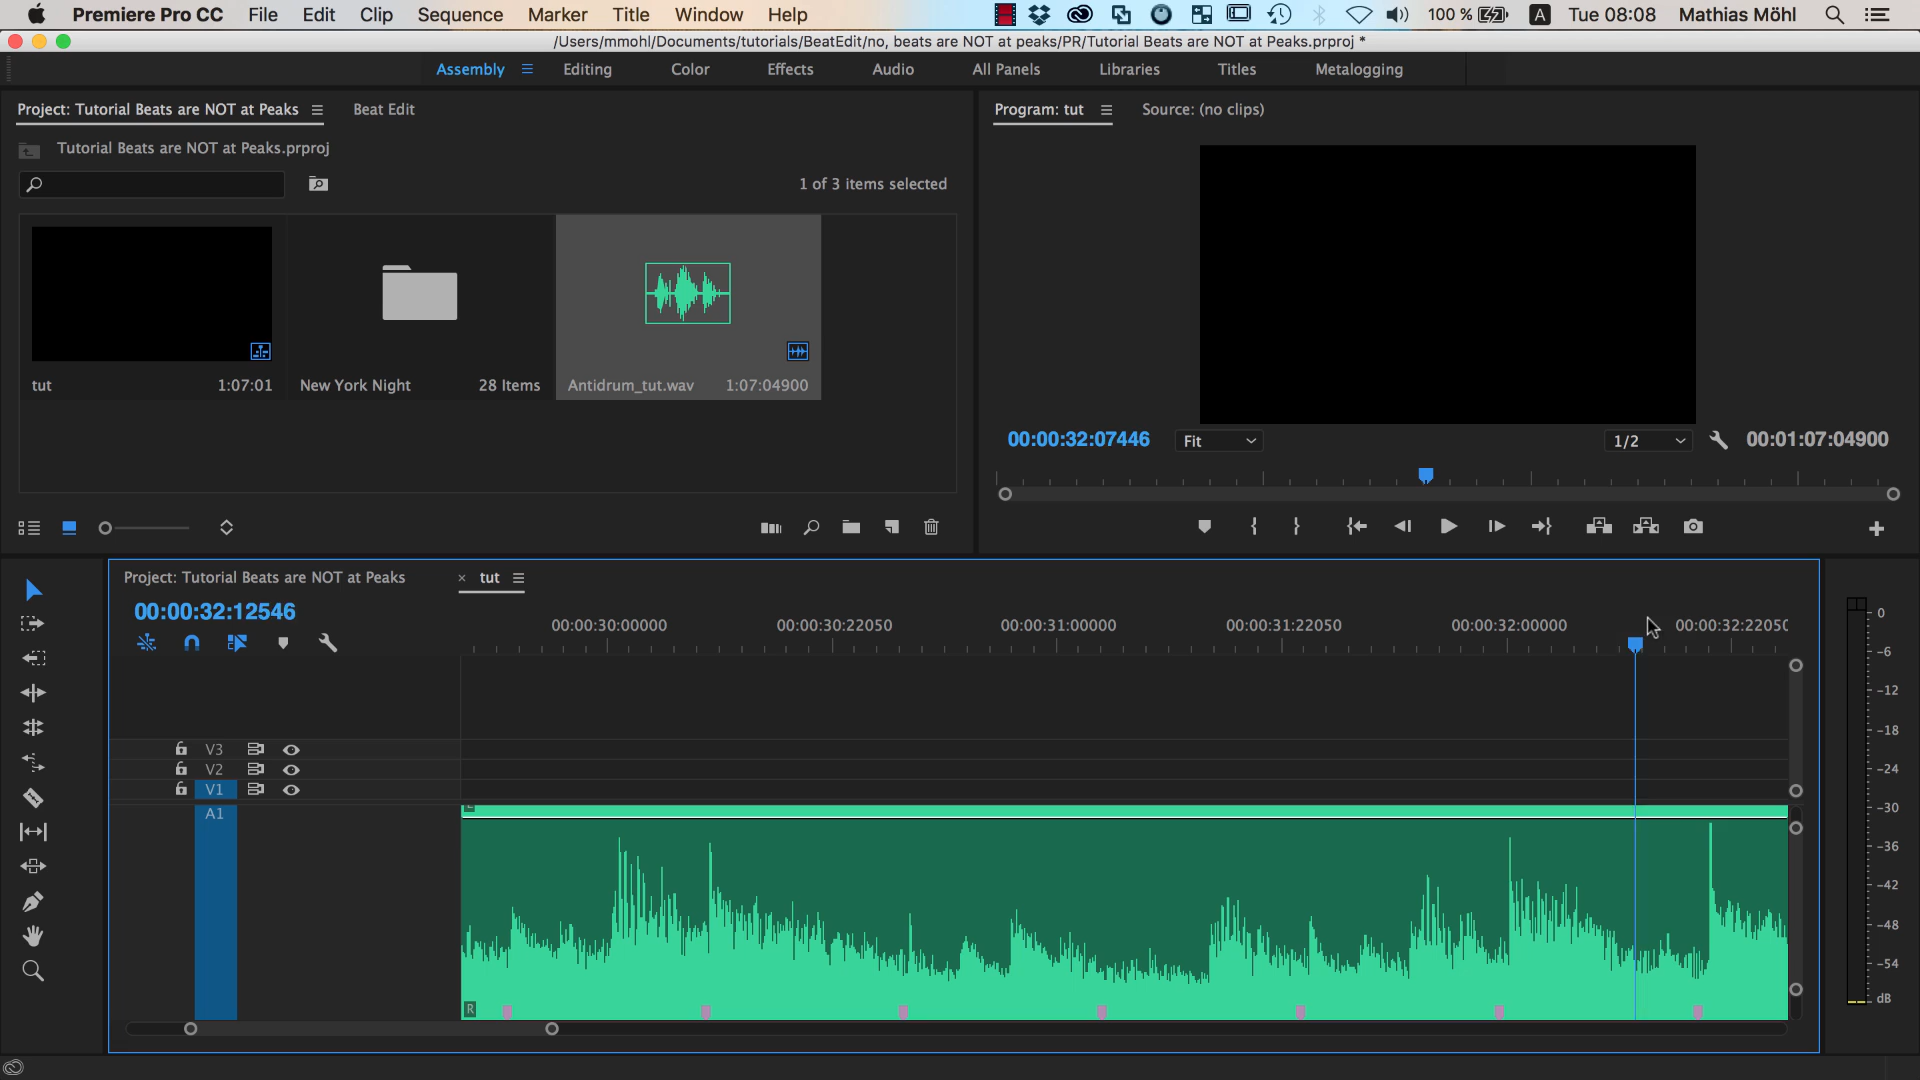 Premiere Pro CC File Edit Clip Sequence Marker Title Window Help 100 % A Tue 08:08 Mathias Möhl
/Users/mmohl/Documents/tutorials/BeatEdit/no, beats are NOT at peaks/PR/Tutorial Beats are NOT at Peaks.prproj *
Assembly Editing Color Effects Audio All Panels Libraries Titles Metalogging
Project: Tutorial Beats are NOT at Peaks Beat Edit
Program: tut Source: (no clips)
Tutorial Beats are NOT at Peaks.prproj
1 of 3 items selected
tut 1:07:01
New York Night 28 Items
Antidrum_tut.wav 1:07:04900
00:00:32:07446 Fit 1/2 00:01:07:04900
Project: Tutorial Beats are NOT at Peaks × tut
00:00:32:12546
00:00:30:00000 00:00:30:22050 00:00:31:00000 00:00:31:22050 00:00:32:00000 00:00:32:22050
V3
V2
V1
A1
R
0
-6
-12
-18
-24
-30
-36
-42
-48
-54
dB